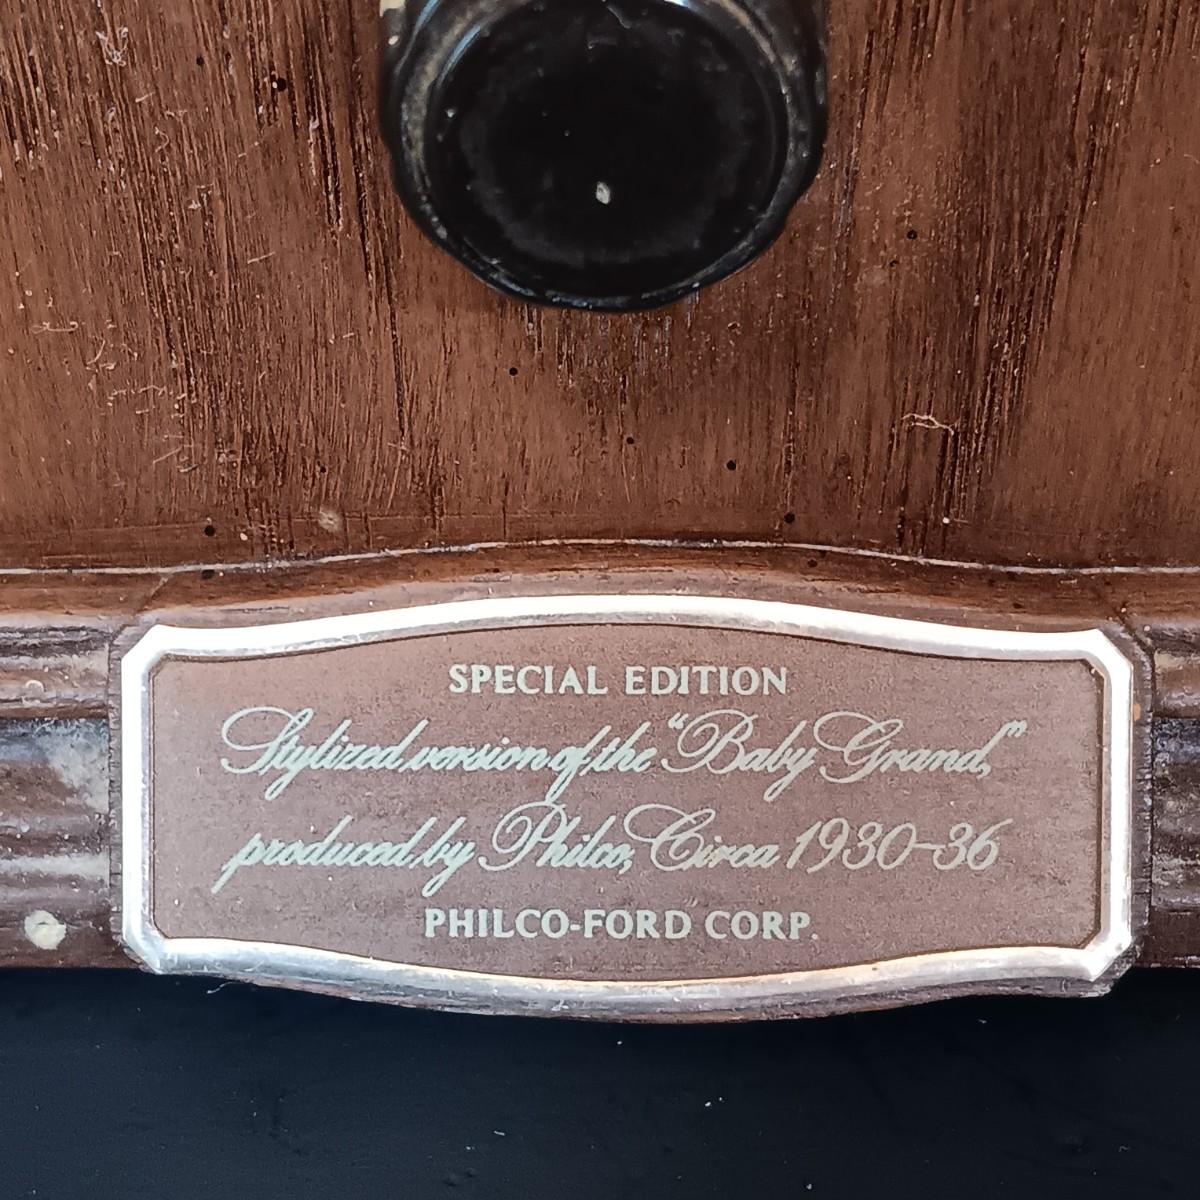 SPECIAL EDITION
Stylized version of the "Baby Grand,"
produced by Philco, Circa 1930-36
PHILCO-FORD CORP.